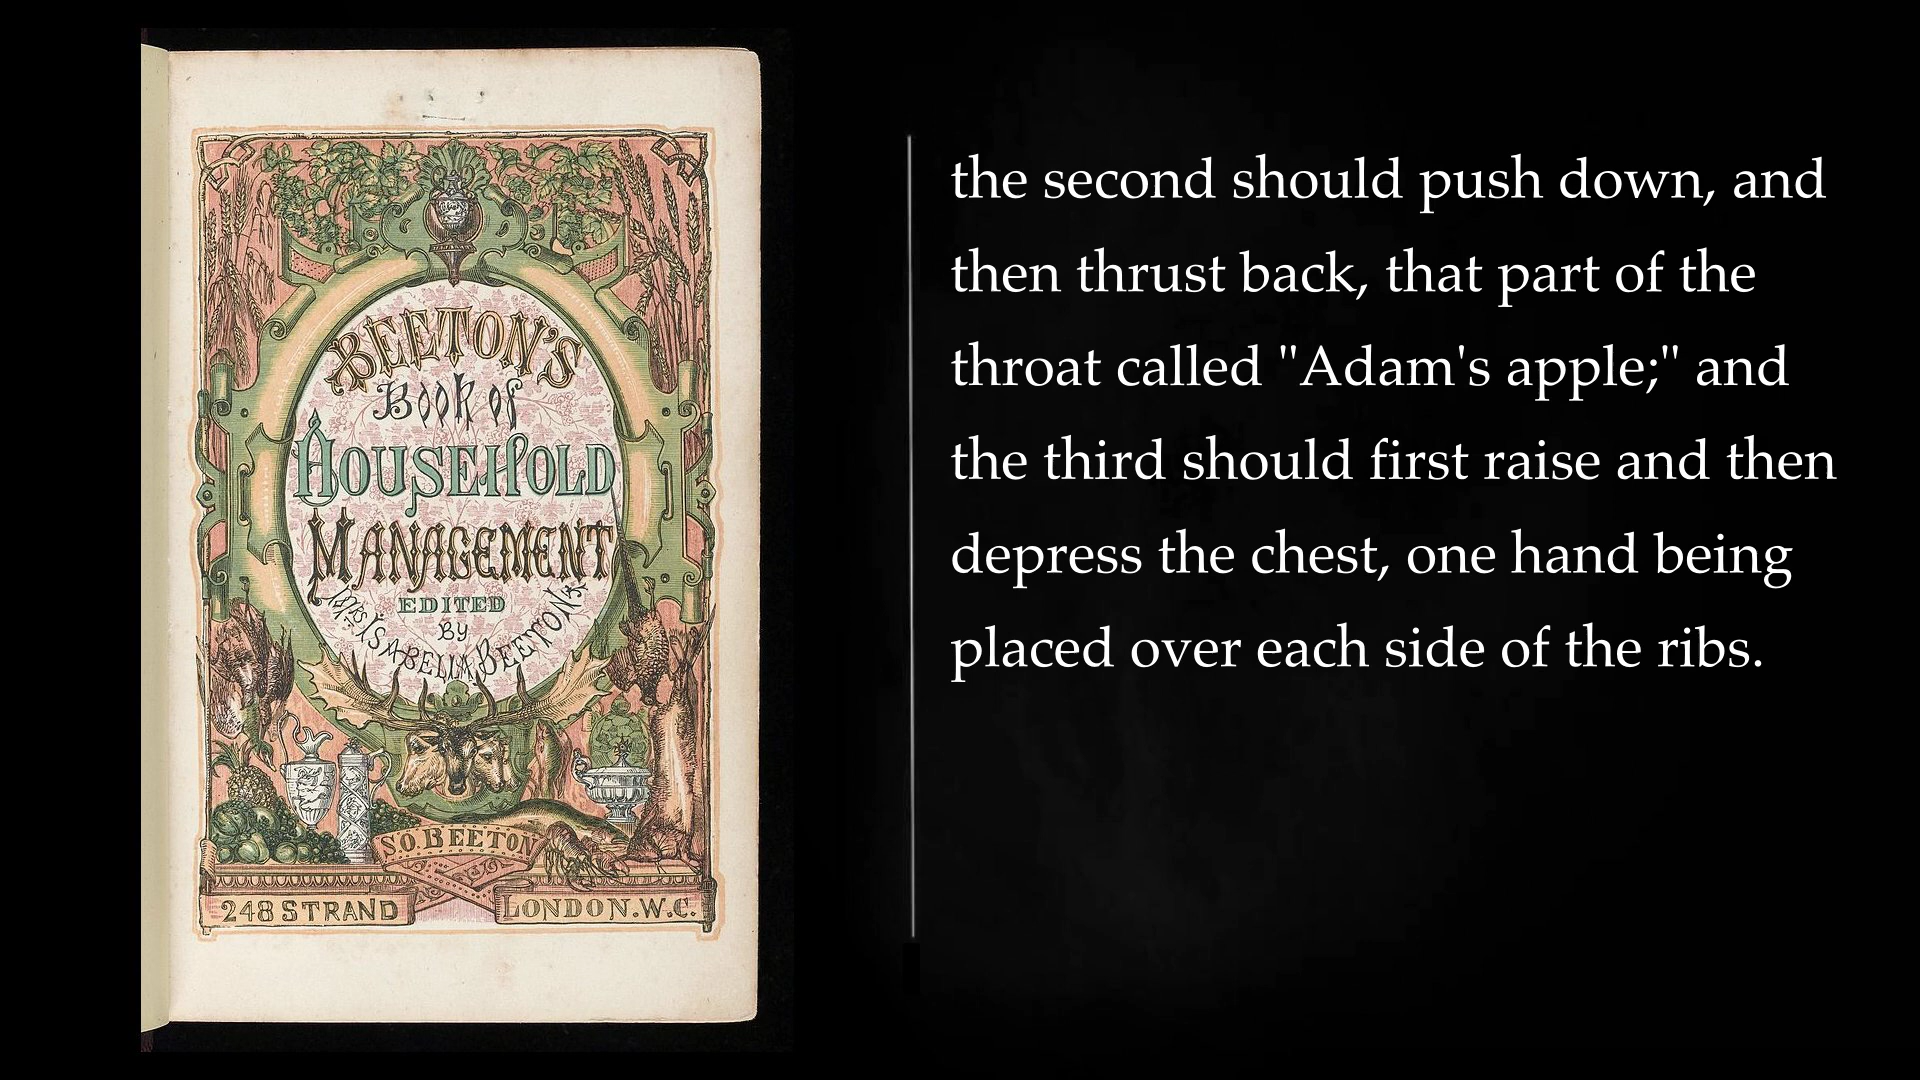 BEETON'S
Book of
HOUSEHOLD
MANAGEMENT
EDITED
BY
MRS ISABELLA BEETON
S.O. BEETON
248 STRAND
LONDON. W.C.
the second should push down, and
then thrust back, that part of the
throat called "Adam's apple;" and
the third should first raise and then
depress the chest, one hand being
placed over each side of the ribs.